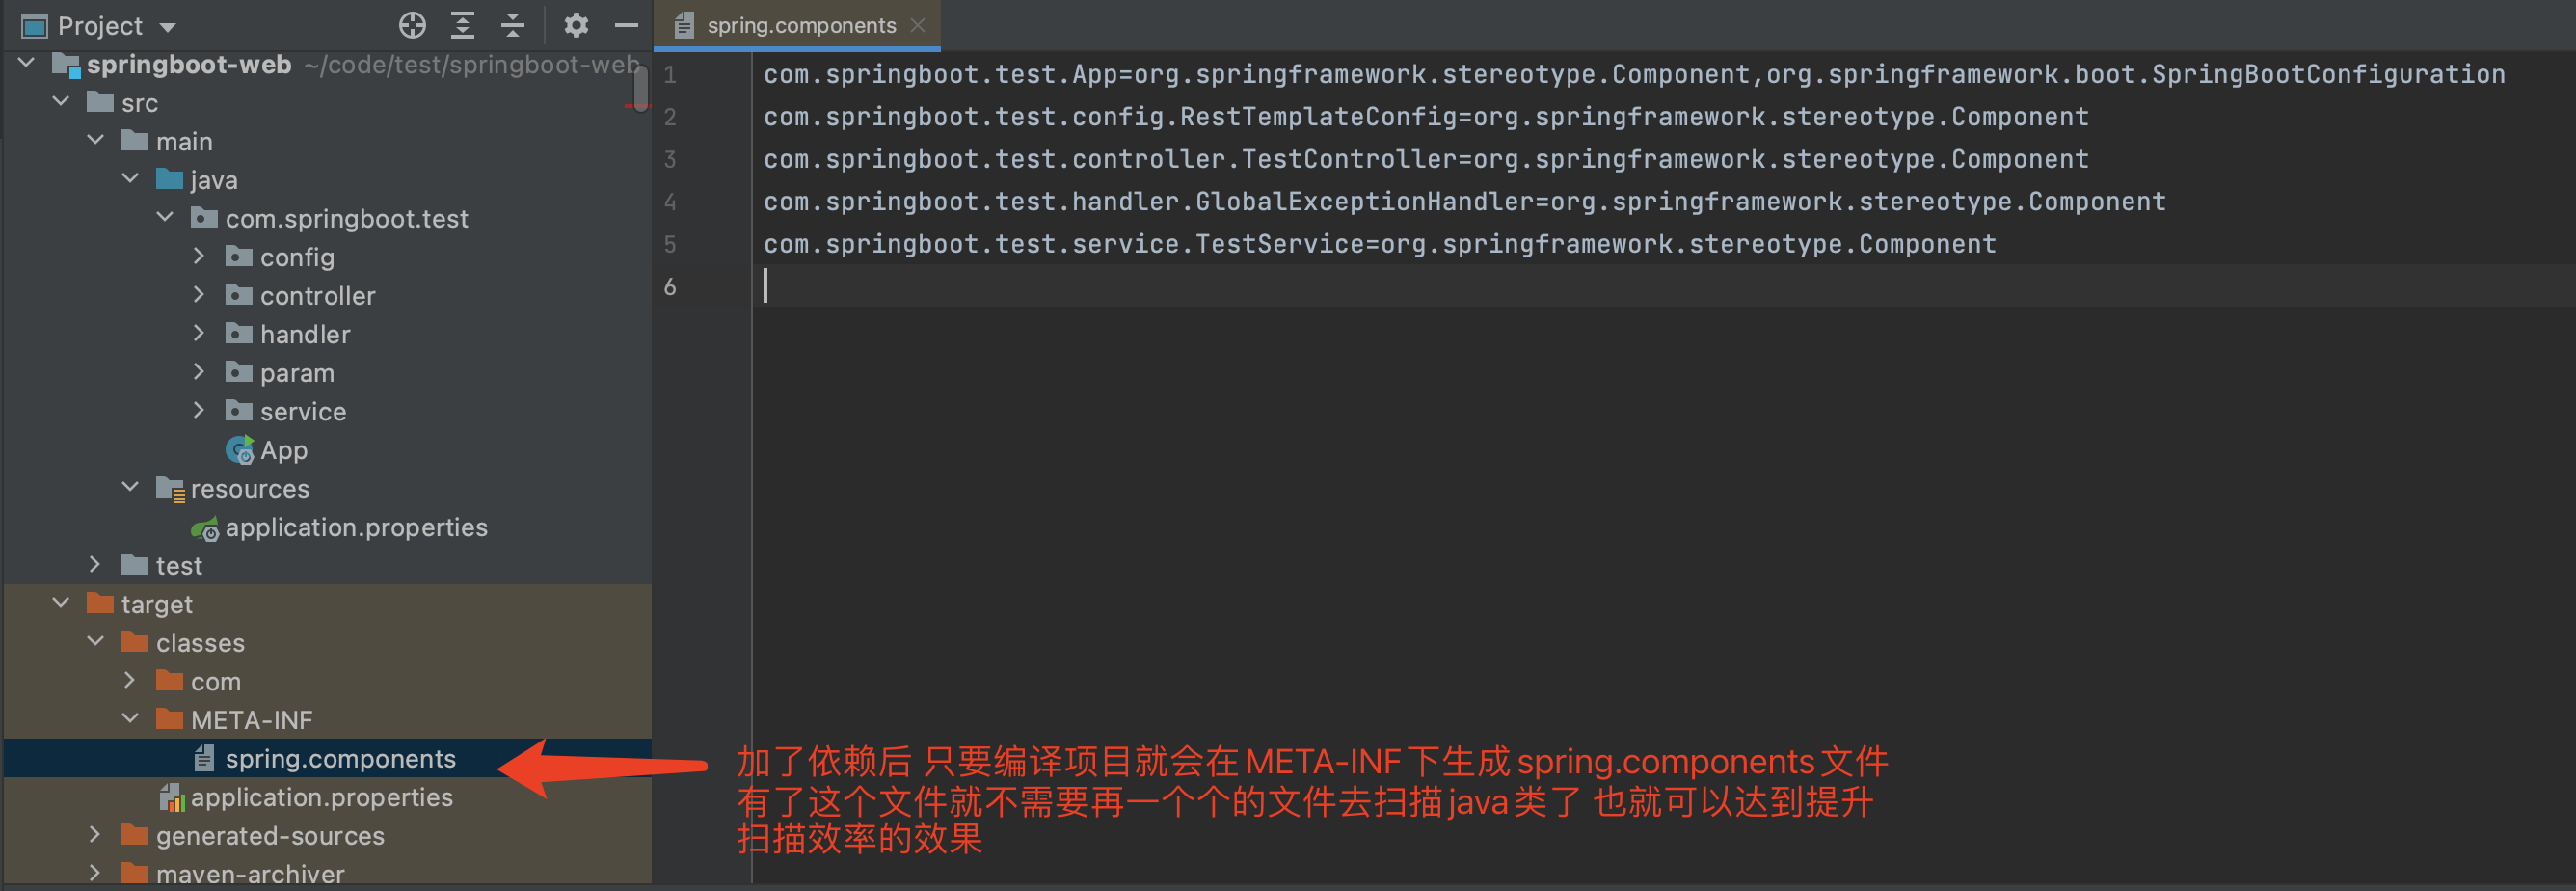 Project
springboot-web ~/code/test/springboot-web
src
main
java
com.springboot.test
config
controller
handler
param
service
App
resources
application.properties
test
target
classes
com
META-INF
spring.components
application.properties
generated-sources
maven-archiver
spring.components
1 com.springboot.test.App=org.springframework.stereotype.Component,org.springframework.boot.SpringBootConfiguration
2 com.springboot.test.config.RestTemplateConfig=org.springframework.stereotype.Component
3 com.springboot.test.controller.TestController=org.springframework.stereotype.Component
4 com.springboot.test.handler.GlobalExceptionHandler=org.springframework.stereotype.Component
5 com.springboot.test.service.TestService=org.springframework.stereotype.Component
6
加了依赖后 只要编译项目就会在META-INF下生成spring.components文件
有了这个文件就不需要再一个个的文件去扫描java类了 也就可以达到提升
扫描效率的效果